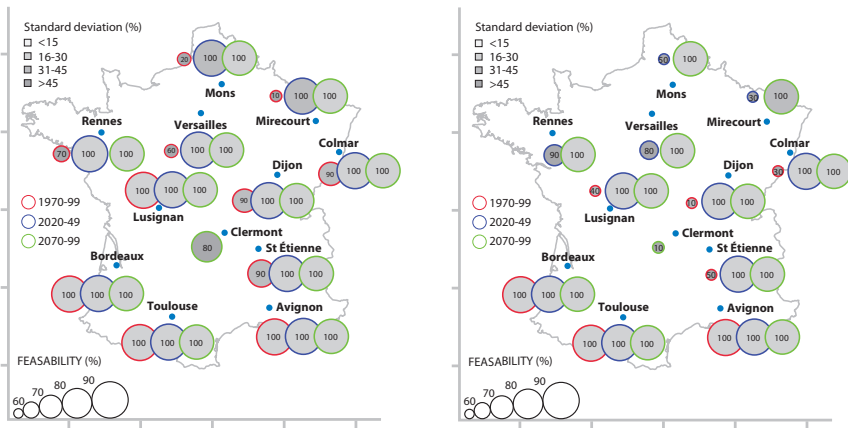 Standard deviation (%)
<15
16-30
31-45
>45
20 100 100
Mons
10 100 100
Mirecourt
Rennes
70 100 100
Versailles
60 100 100
Colmar
90 100 100
Dijon
90 100 100
100 100 100
Lusignan
1970-99
2020-49
2070-99
Clermont
80
St Étienne
90 100 100
Bordeaux
100 100 100
Toulouse
100 100 100
Avignon
100 100 100
FEASABILITY (%)
60 70 80 90
Standard deviation (%)
<15
16-30
31-45
>45
50 100
Mons
30 100
Mirecourt
Rennes
90 100
Versailles
80 100
Colmar
30 100 100
Dijon
10 100 100
40 100 100
Lusignan
1970-99
2020-49
2070-99
Clermont
10
St Étienne
50 100 100
Bordeaux
100 100 100
Toulouse
100 100 100
Avignon
100 100 100
FEASABILITY (%)
60 70 80 90